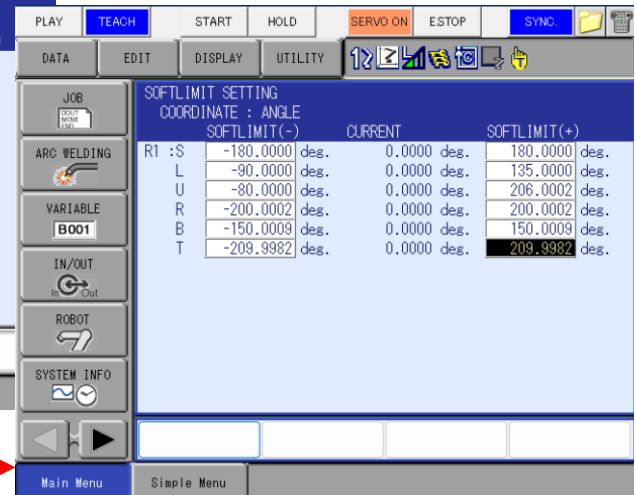 PLAY TEACH START HOLD SERVO ON ESTOP SYNC.
DATA EDIT DISPLAY UTILITY
JOB
DOUT
MOVE
END
ARC WELDING
VARIABLE
B001
IN/OUT
In Out
ROBOT
SYSTEM INFO
SOFTLIMIT SETTING
COORDINATE : ANGLE
SOFTLIMIT(-) CURRENT SOFTLIMIT(+)
R1 :S -180.0000 deg. 0.0000 deg. 180.0000 deg.
L -90.0000 deg. 0.0000 deg. 135.0000 deg.
U -80.0000 deg. 0.0000 deg. 206.0002 deg.
R -200.0002 deg. 0.0000 deg. 200.0002 deg.
B -150.0009 deg. 0.0000 deg. 150.0009 deg.
T -209.9982 deg. 0.0000 deg. 209.9982 deg.
Main Menu Simple Menu